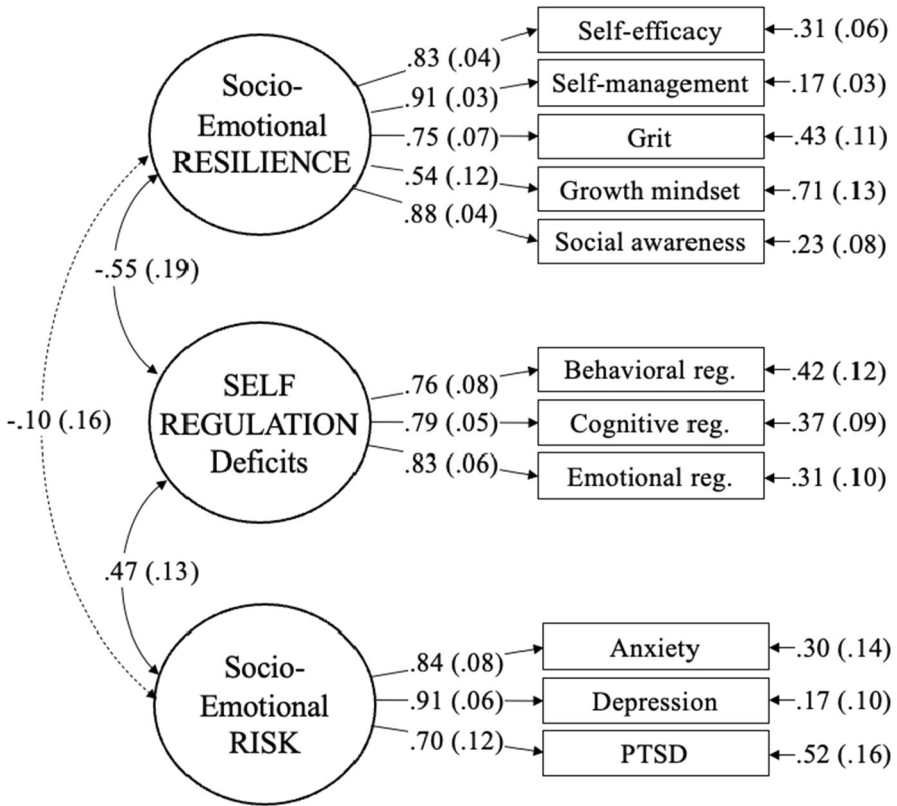 Socio-
Emotional
RESILIENCE
.83 (.04)
.91 (.03)
.75 (.07)
.54 (.12)
.88 (.04)
Self-efficacy
.31 (.06)
Self-management
.17 (.03)
Grit
.43 (.11)
Growth mindset
.71 (.13)
Social awareness
.23 (.08)
-.55 (.19)
-.10 (.16)
SELF
REGULATION
Deficits
.76 (.08)
.79 (.05)
.83 (.06)
Behavioral reg.
.42 (.12)
Cognitive reg.
.37 (.09)
Emotional reg.
.31 (.10)
.47 (.13)
Socio-
Emotional
RISK
.84 (.08)
.91 (.06)
.70 (.12)
Anxiety
.30 (.14)
Depression
.17 (.10)
PTSD
.52 (.16)